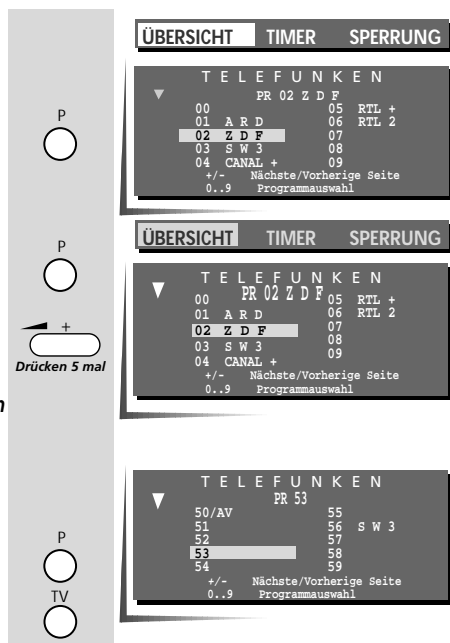 ÜBERSICHT TIMER SPERRUNG
T E L E F U N K E N
PR 02 Z D F
00 05 RTL +
01 A R D 06 RTL 2
02 Z D F 07
03 S W 3 08
04 CANAL + 09
+/- Nächste/Vorherige Seite
0..9 Programmauswahl
P
ÜBERSICHT TIMER SPERRUNG
P
T E L E F U N K E N
PR 02 Z D F
00 05 RTL +
01 A R D 06 RTL 2
02 Z D F 07
03 S W 3 08
04 CANAL + 09
+/- Nächste/Vorherige Seite
0..9 Programmauswahl
+
Drücken 5 mal
n
T E L E F U N K E N
PR 53
50/AV 55
51 56 S W 3
52 57
53 58
54 59
+/- Nächste/Vorherige Seite
0..9 Programmauswahl
P
TV